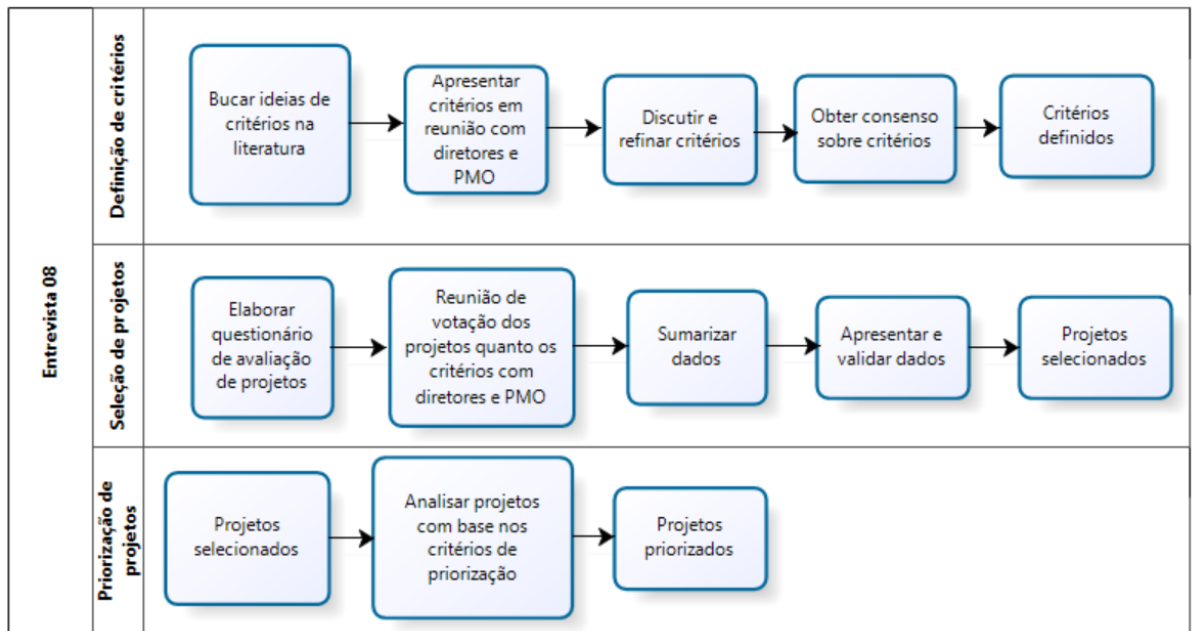 Entrevista 08
Definição de critérios
Bucar ideias de
critérios na
literatura
Apresentar
critérios em
reunião com
diretores e
PMO
Discutir e
refinar critérios
Obter consenso
sobre critérios
Critérios
definidos
Seleção de projetos
Elaborar
questionário
de avaliação
de projetos
Reunião de
votação dos
projetos quanto os
critérios com
diretores e PMO
Sumarizar
dados
Apresentar e
validar dados
Projetos
selecionados
Priorização de
projetos
Projetos
selecionados
Analisar projetos
com base nos
critérios de
priorização
Projetos
priorizados